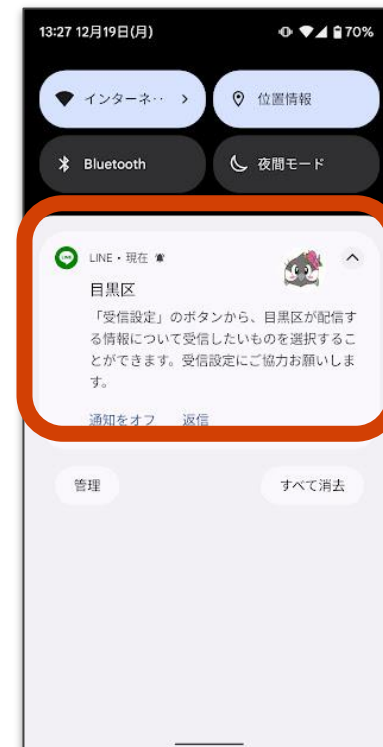 13:27 12月19日(月)
70%
インターネ‥
位置情報
Bluetooth
夜間モード
LINE
LINE・現在
目黒区
「受信設定」のボタンから、目黒区が配信す
る情報について受信したいものを選択するこ
とができます。受信設定にご協力お願いしま
す。
通知をオフ 返信
管理
すべて消去